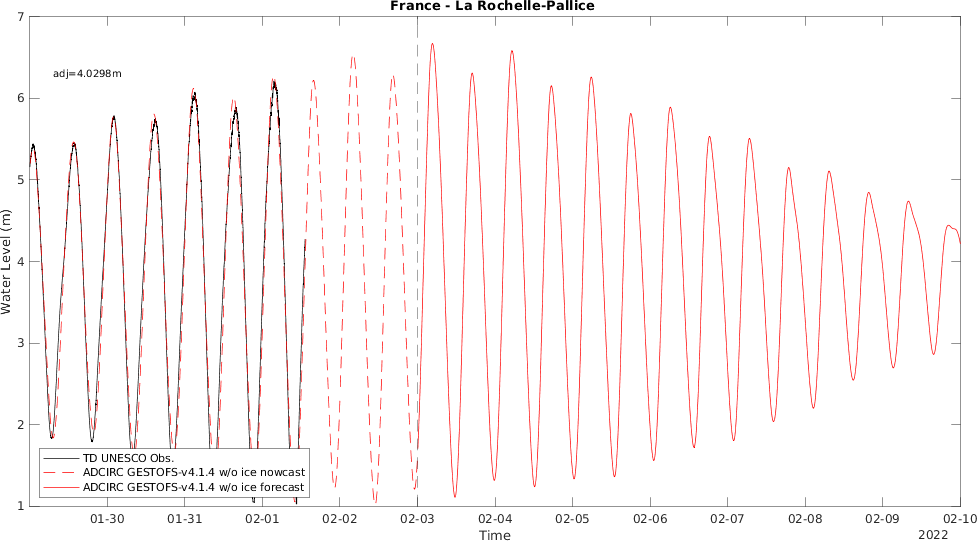 France - La Rochelle-Pallice
7
6
5
4
3
2
1
Water Level (m)
adj=4.0298m
TD UNESCO Obs.
ADCIRC GESTOFS-v4.1.4 w/o ice nowcast
ADCIRC GESTOFS-v4.1.4 w/o ice forecast
01-30 01-31 02-01 02-02 02-03 02-04 02-05 02-06 02-07 02-08 02-09 02-10
Time 2022